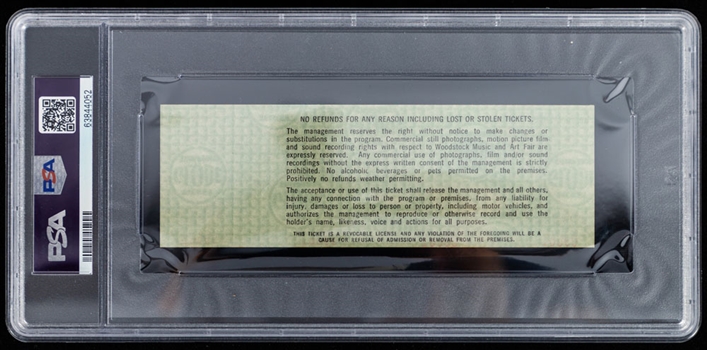 NO REFUNDS FOR ANY REASON INCLUDING LOST OR STOLEN TICKETS.
The management reserves the right without notice to make changes or
substitutions in the program. Commercial still photographs, motion picture film
and sound recording rights with respect to Woodstock Music and Art Fair are
expressly reserved. Any commercial use of photographs, film and/or sound
recordings without the express written consent of the management is strictly
prohibited. No alcoholic beverages or pets permitted on the premises.
Positively no refunds weather permitting.
The acceptance or use of this ticket shall release the management and all others,
having any connection with the program or premises, from any liability for
injury, damages or loss to person or property, including motor vehicles, and
authorizes the management to reproduce or otherwise record and use the
holder's name, likeness, voice and actions for all purposes.
THIS TICKET IS A REVOCABLE LICENSE AND ANY VIOLATION OF THE FOREGOING WILL BE A
CAUSE FOR REFUSAL OF ADMISSION OR REMOVAL FROM THE PREMISES.
PSA
PSA
63844052